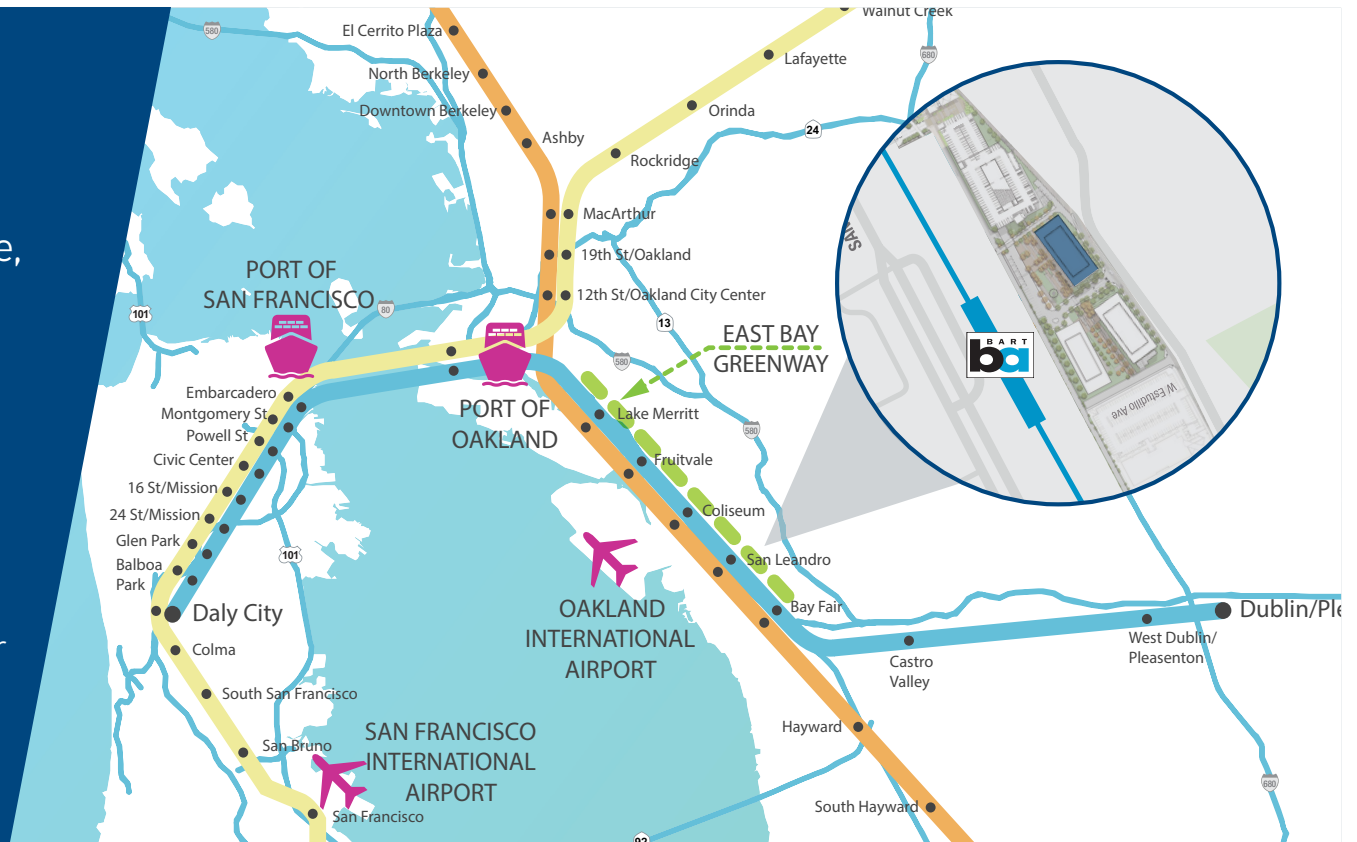 e,
r
580
El Cerrito Plaza
Walnut Creek
North Berkeley
Lafayette
680
Downtown Berkeley
Orinda
Ashby
24
Rockridge
MacArthur
19th St/Oakland
12th St/Oakland City Center
PORT OF
SAN FRANCISCO
101
80
13
580
EAST BAY
GREENWAY
SAN
BART
ba
W Estudillo Ave
Embarcadero
Montgomery St
Powell St
Civic Center
16 St/Mission
24 St/Mission
Glen Park
Balboa
Park
Daly City
PORT OF
OAKLAND
Lake Merritt
580
Fruitvale
Coliseum
San Leandro
Bay Fair
101
OAKLAND
INTERNATIONAL
AIRPORT
Castro
Valley
West Dublin/
Pleasenton
Dublin/Ple
Colma
South San Francisco
San Bruno
SAN FRANCISCO
INTERNATIONAL
AIRPORT
San Francisco
Hayward
South Hayward
680
92